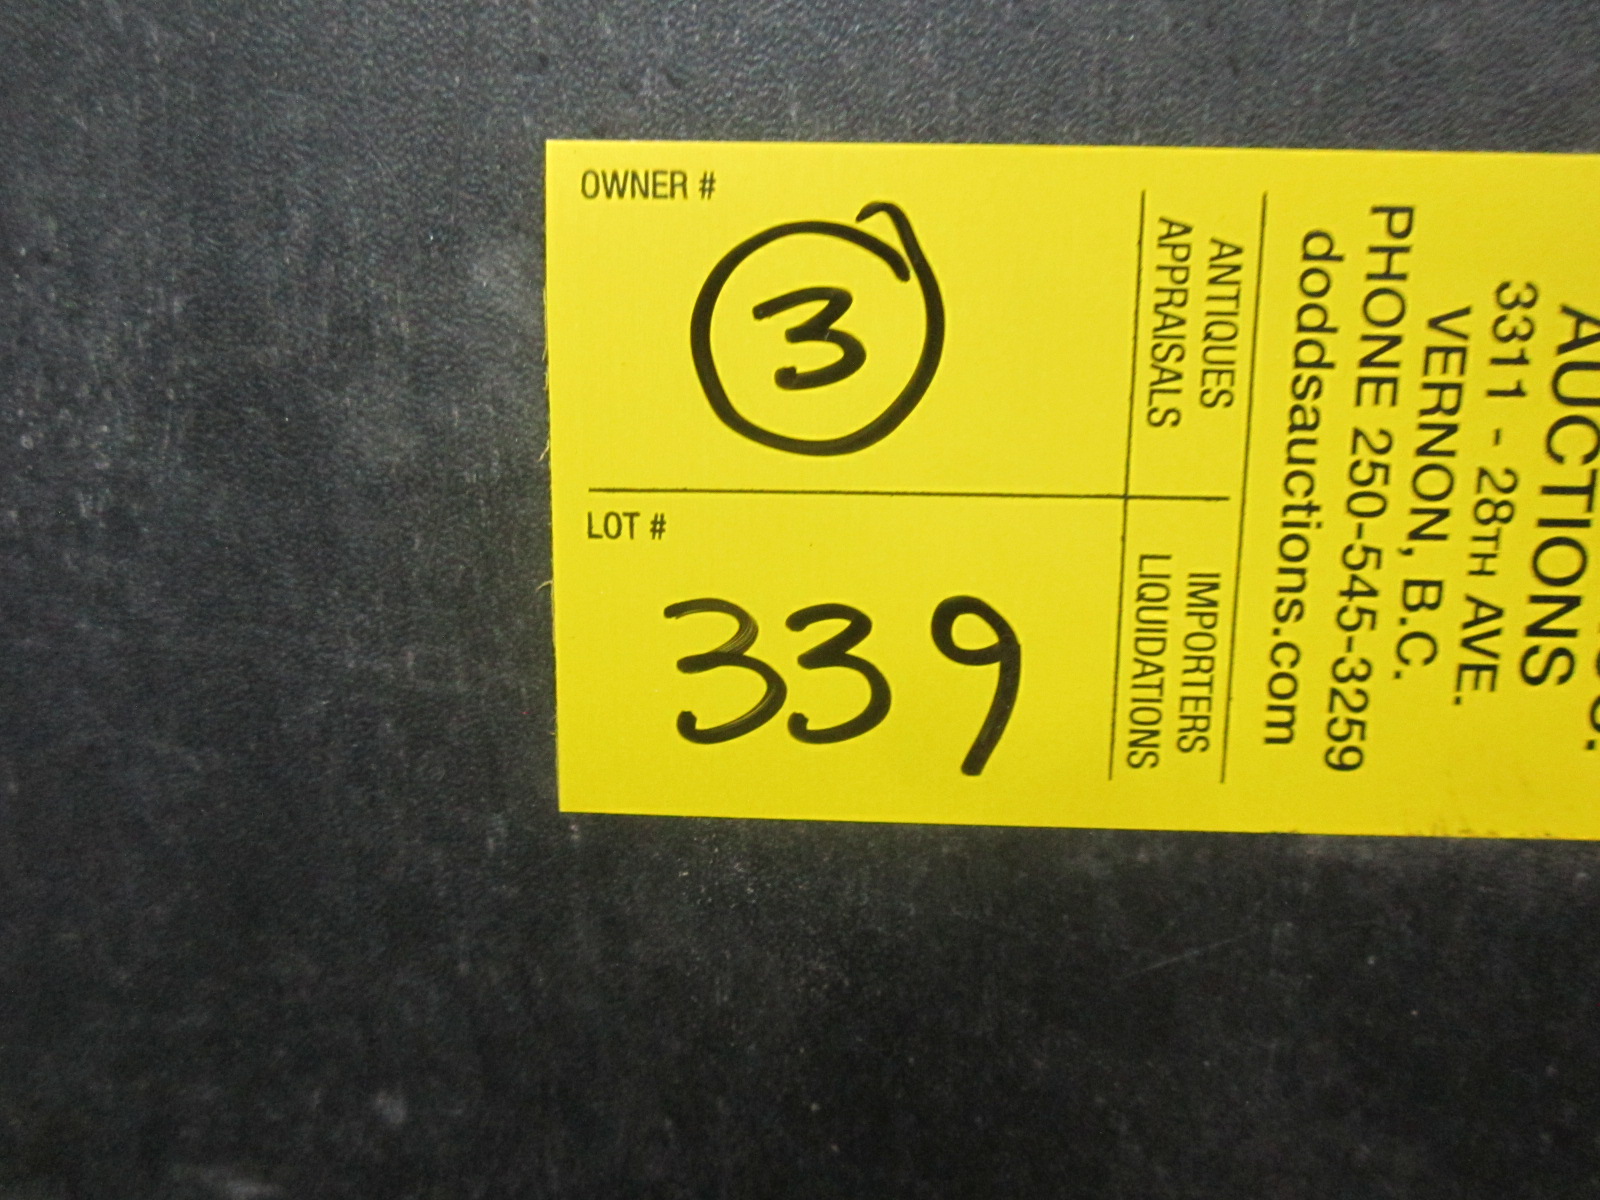 AUCTIONS
3311 - 28TH AVE.
VERNON, B.C.
PHONE 250-545-3259
doddsauctions.com
ANTIQUES
APPRAISALS
IMPORTERS
LIQUIDATIONS
OWNER #
3
LOT #
339